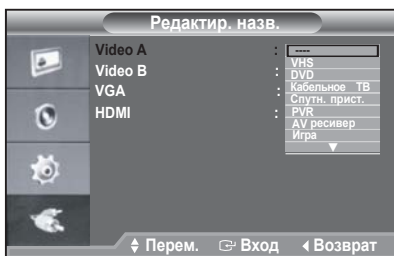 Редактир. назв.
Video A : ----
Video B :
VGA :
HDMI :
VHS
DVD
Кабельное ТВ
Спутн. прист.
PVR
AV ресивер
Игра
Перем. Вход Возврат